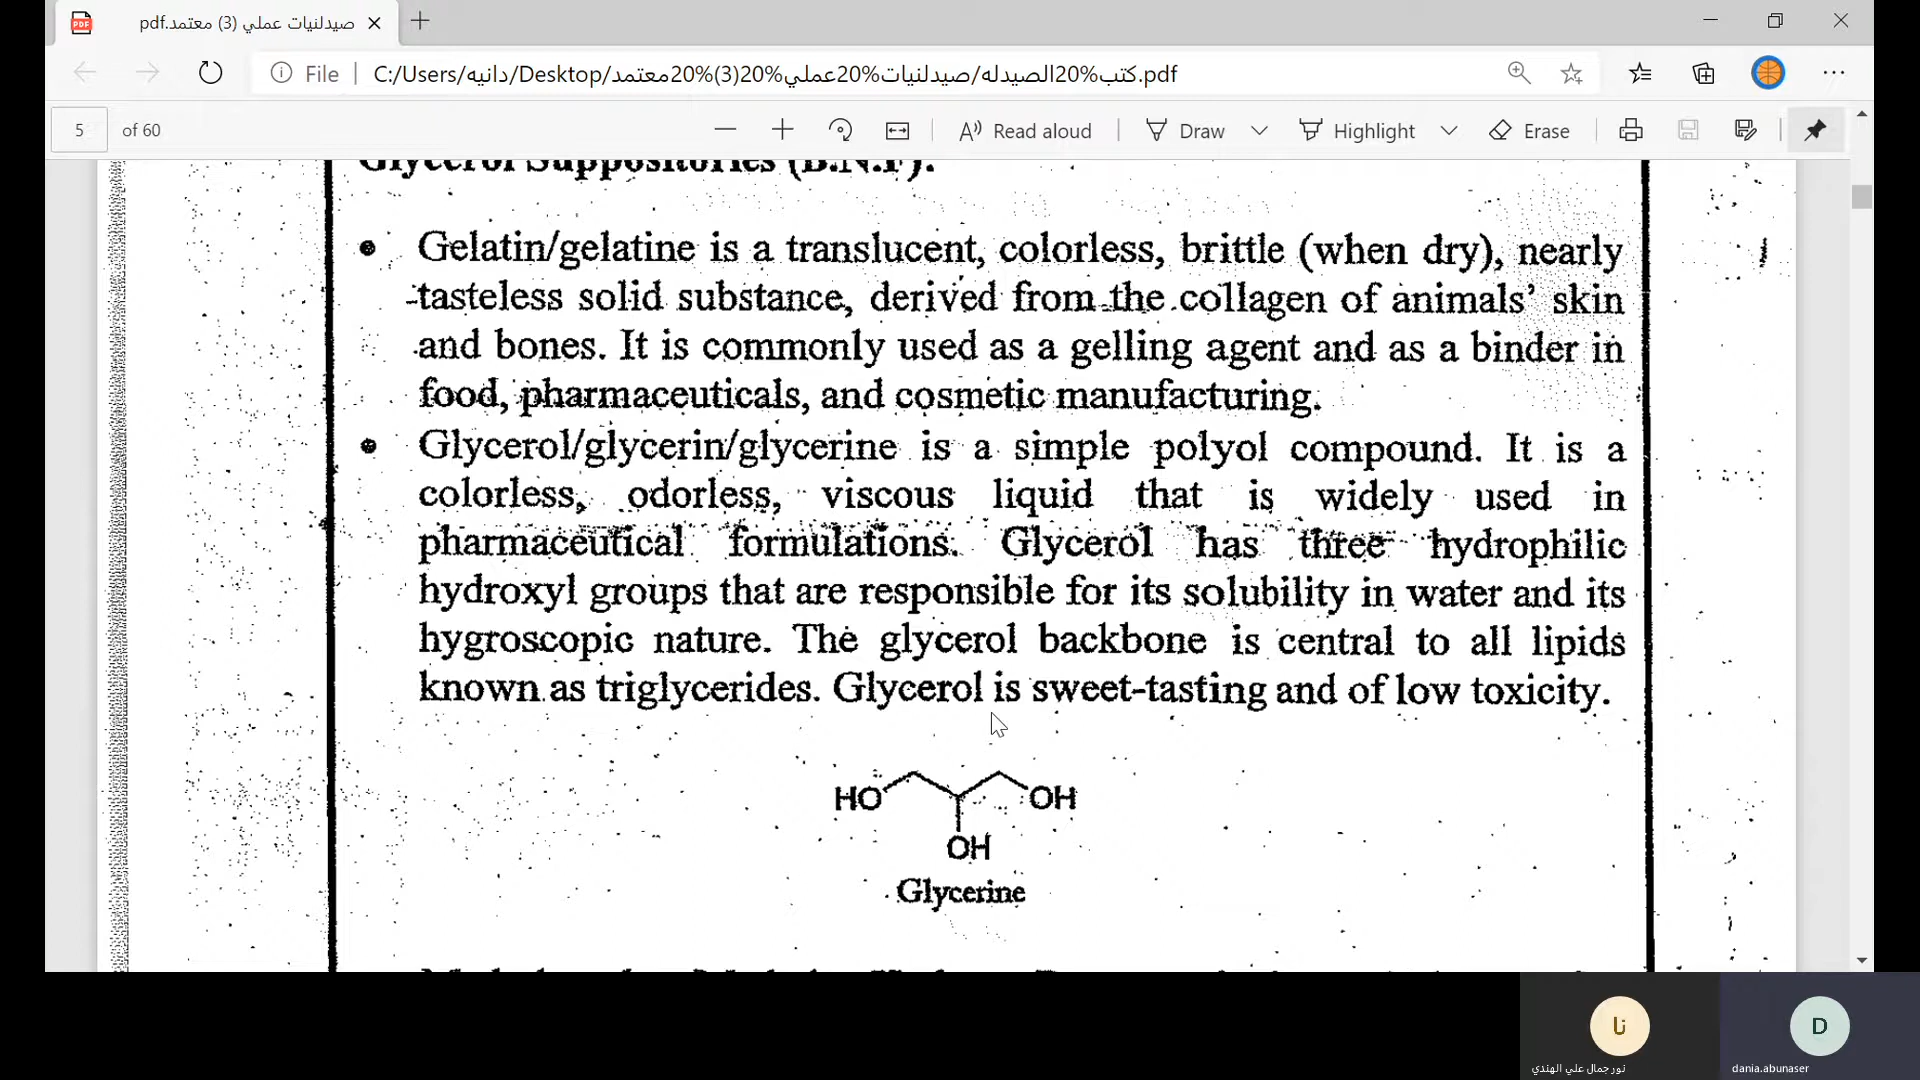 صيدلنيات عملي (3) معتمد.pdf
File C:/Users/دانيه/Desktop/كتب%20الصيدله/صيدلنيات%20عملي%20(3)%20معتمد.pdf
5 of 60 Read aloud Draw Highlight Erase
Glycerol Suppositories (B.N.F).
• Gelatin/gelatine is a translucent, colorless, brittle (when dry), nearly
tasteless solid substance, derived from the collagen of animals’ skin
and bones. It is commonly used as a gelling agent and as a binder in
food, pharmaceuticals, and cosmetic manufacturing.
• Glycerol/glycerin/glycerine is a simple polyol compound. It is a
colorless, odorless, viscous liquid that is widely used in
pharmaceutical formulations. Glycerol has three hydrophilic
hydroxyl groups that are responsible for its solubility in water and its
hygroscopic nature. The glycerol backbone is central to all lipids
known as triglycerides. Glycerol is sweet-tasting and of low toxicity.
HO OH
OH
Glycerine
نا D
نور جمال علي الهندي dania.abunaser